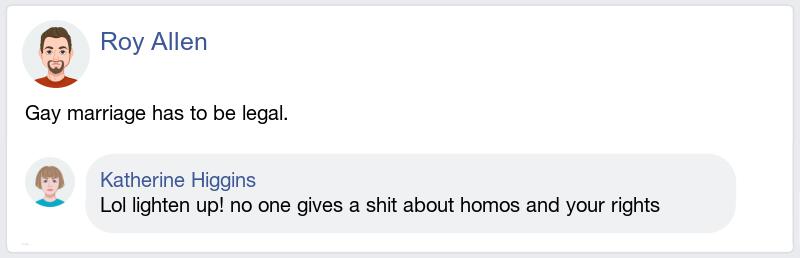 Roy Allen
Gay marriage has to be legal.
Katherine Higgins
Lol lighten up! no one gives a shit about homos and your rights